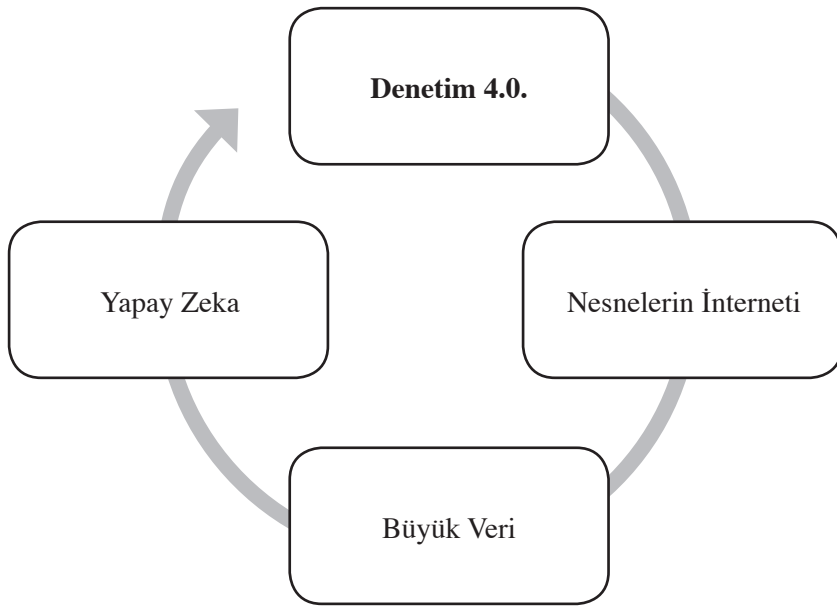 Denetim 4.0.
Yapay Zeka
Nesnelerin İnterneti
Büyük Veri